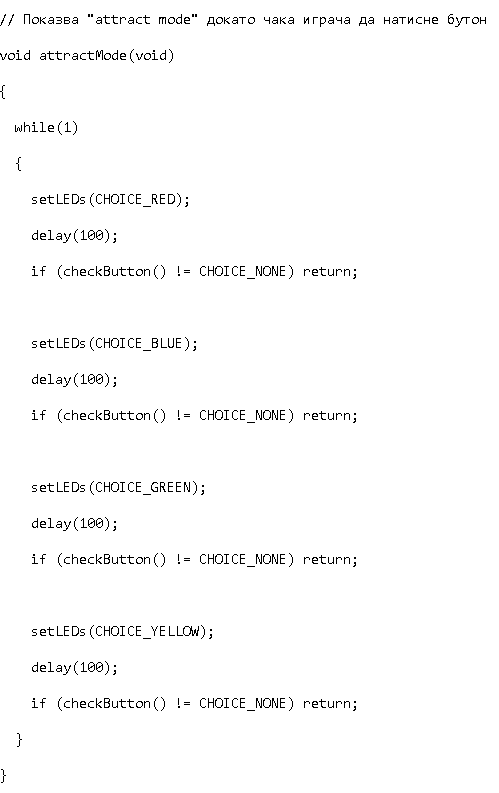 // Показва "attract mode" докато чака играча да натисне бутон
void attractMode(void)
{
while(1)
{
setLEDs(CHOICE_RED);
delay(100);
if (checkButton() != CHOICE_NONE) return;
setLEDs(CHOICE_BLUE);
delay(100);
if (checkButton() != CHOICE_NONE) return;
setLEDs(CHOICE_GREEN);
delay(100);
if (checkButton() != CHOICE_NONE) return;
setLEDs(CHOICE_YELLOW);
delay(100);
if (checkButton() != CHOICE_NONE) return;
}
}